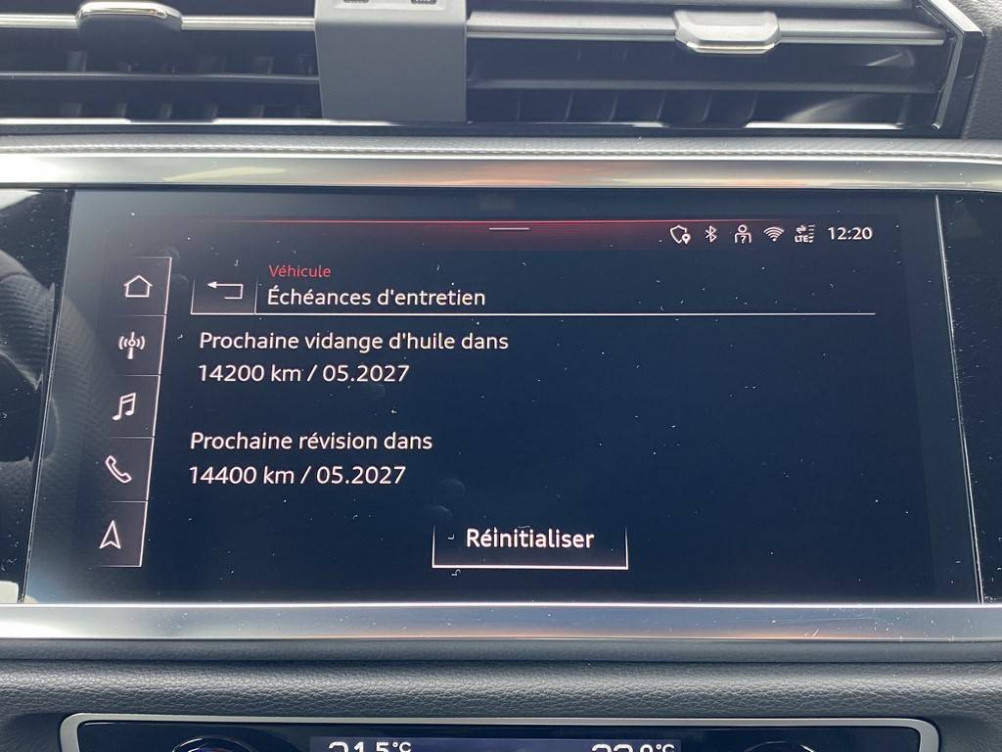 LTE 12:20
Véhicule
Échéances d'entretien
Prochaine vidange d'huile dans
14200 km / 05.2027
Prochaine révision dans
14400 km / 05.2027
Réinitialiser